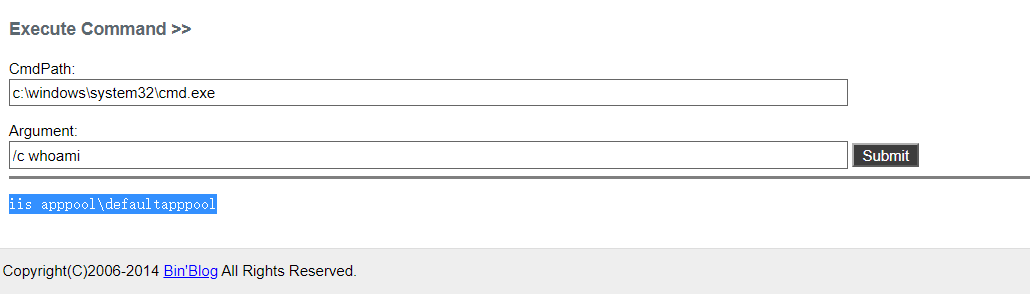 Execute Command >>
CmdPath:
c:\windows\system32\cmd.exe
Argument:
/c whoami Submit
iis apppool\defaultapppool
Copyright(C)2006-2014 Bin'Blog All Rights Reserved.